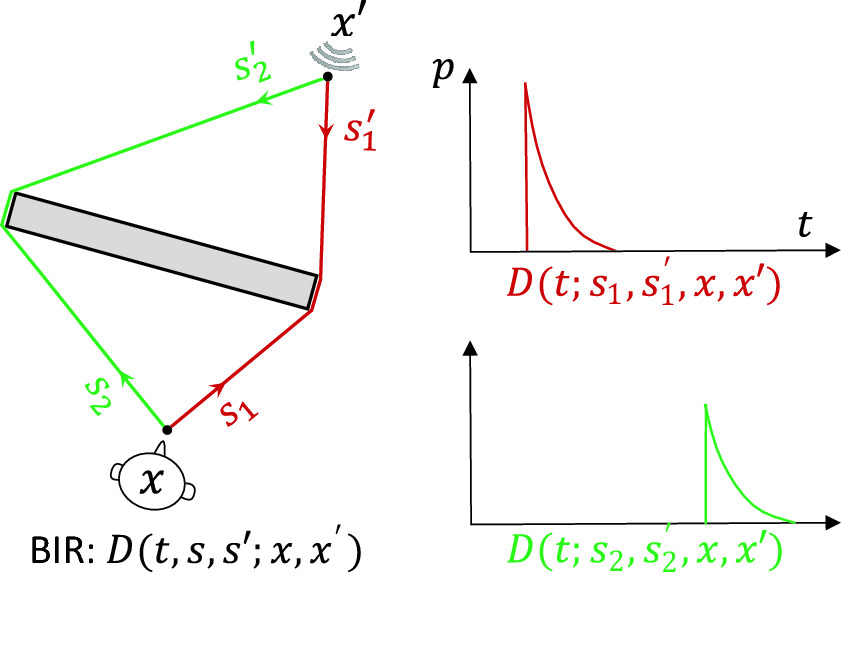 x′
s′₂
s′₁
s₂
s₁
x
BIR: D(t, s, s′; x, x′)
p
t
D(t; s₁, s′₁, x, x′)
D(t; s₂, s′₂, x, x′)